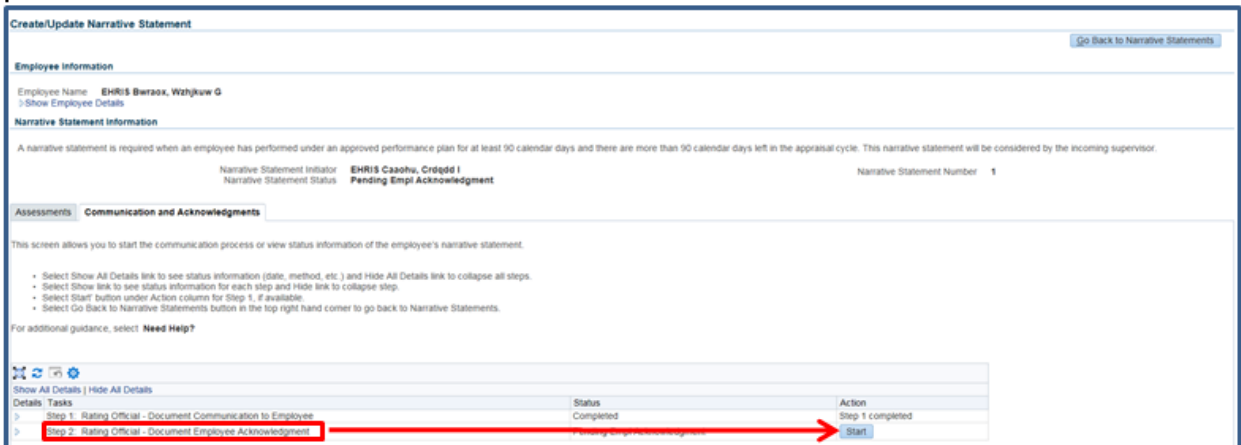 Create/Update Narrative Statement
Go Back to Narrative Statements
Employee Information
Employee Name EHRIS Bwraox, Wzhjkuw G
Show Employee Details
Narrative Statement Information
A narrative statement is required when an employee has performed under an approved performance plan for at least 90 calendar days and there are more than 90 calendar days left in the appraisal cycle. This narrative statement will be considered by the incoming supervisor.
Narrative Statement Initiator EHRIS Caaohu, Crdqdd I
Narrative Statement Number 1
Narrative Statement Status Pending Empl Acknowledgment
Assessments Communication and Acknowledgments
This screen allows you to start the communication process or view status information of the employee's narrative statement.
• Select Show All Details link to see status information (date, method, etc.) and Hide All Details link to collapse all steps.
• Select Show link to see status information for each step and Hide link to collapse step.
• Select Start' button under Action column for Step 1, if available.
• Select Go Back to Narrative Statements button in the top right hand corner to go back to Narrative Statements.
For additional guidance, select Need Help?
Show All Details | Hide All Details
Details Tasks Status Action
Step 1: Rating Official - Document Communication to Employee Completed Step 1 completed
Step 2: Rating Official - Document Employee Acknowledgment Pending Empl Acknowledgment Start